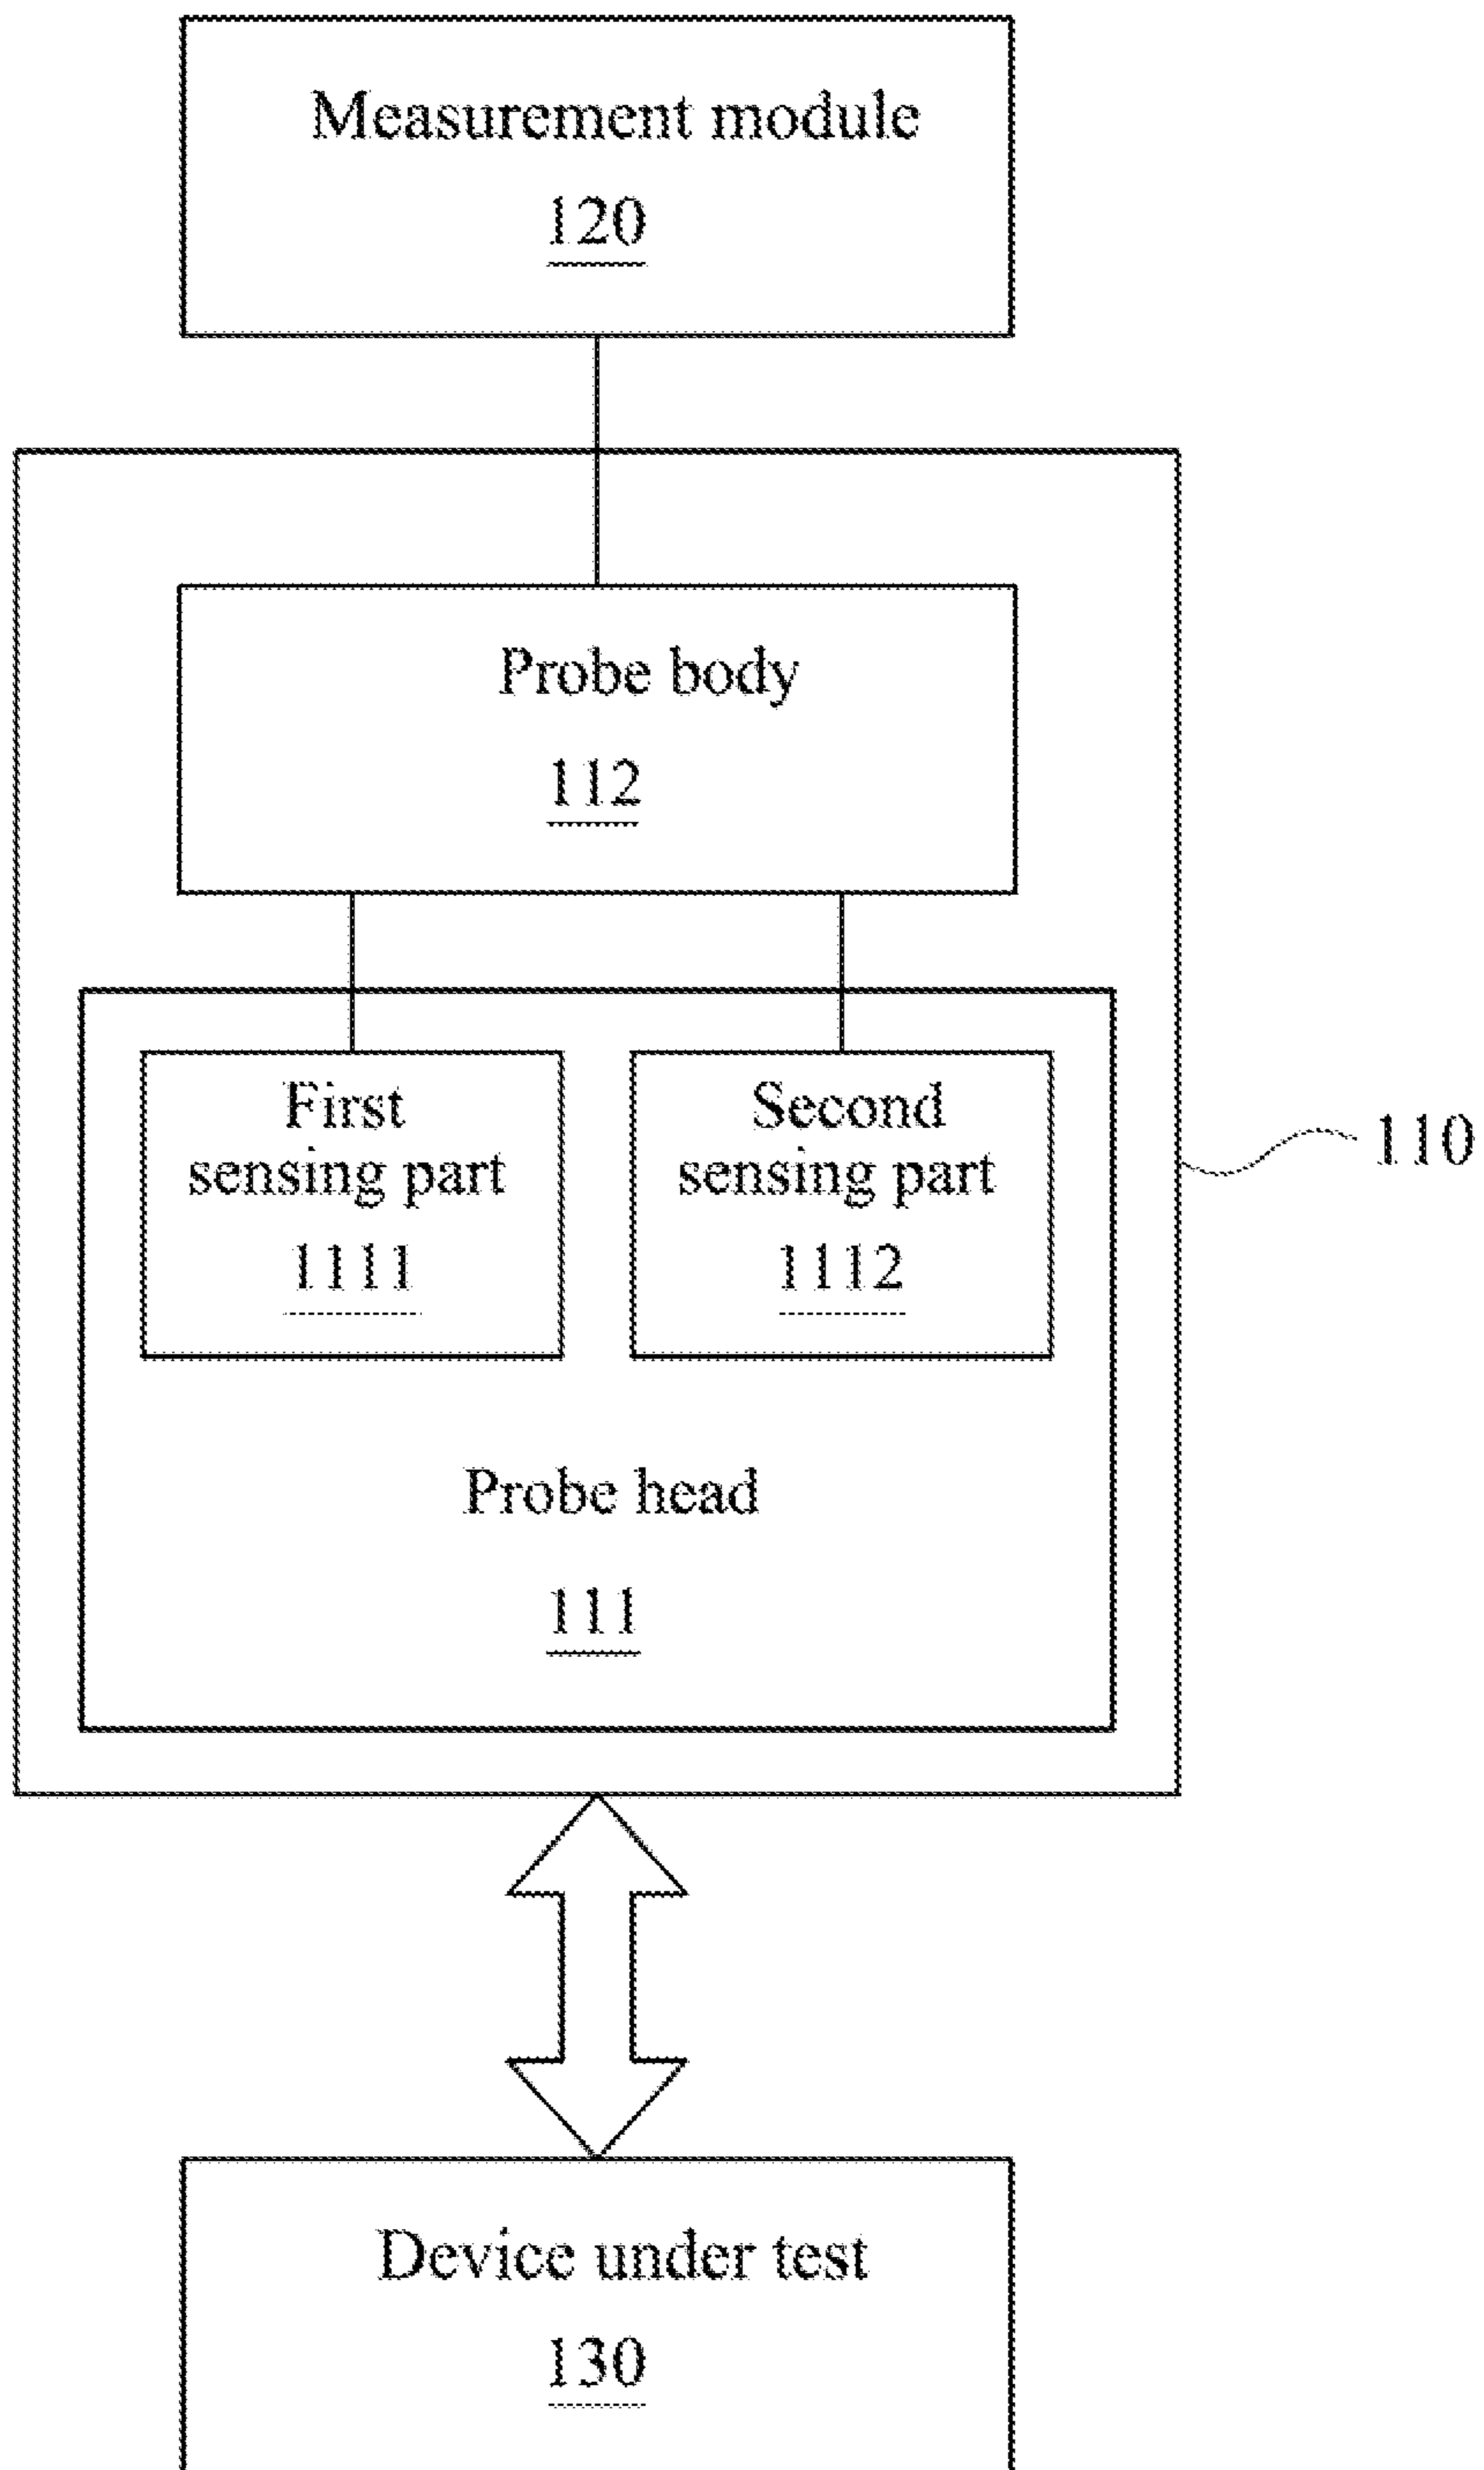 Measurement module
120
Probe body
112
First
sensing part
1111
Second
sensing part
1112
110
Probe head
111
Device under test
130